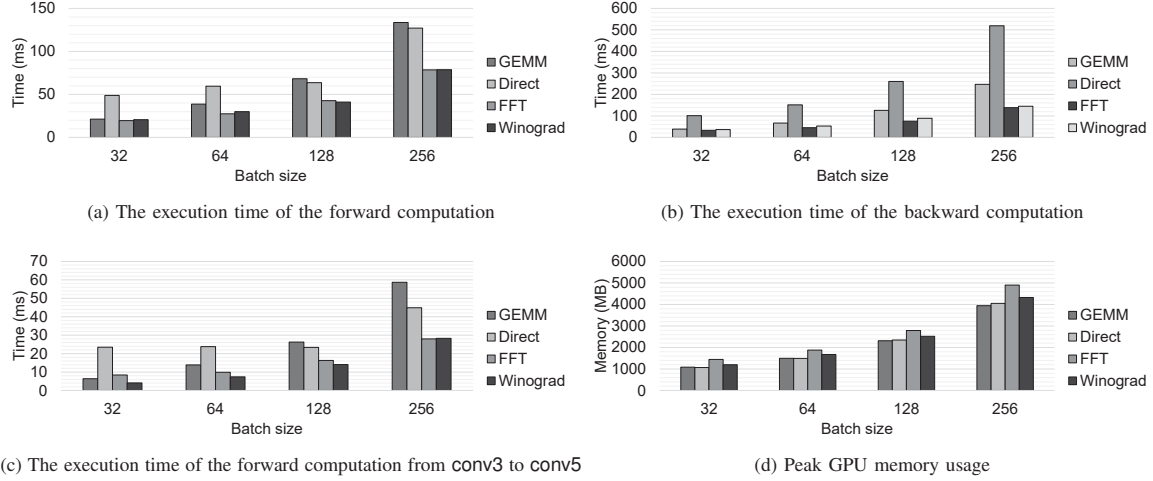 150
100
50
0
Time (ms)
32 64 128 256
Batch size
GEMM
Direct
FFT
Winograd
(a) The execution time of the forward computation
600
500
400
300
200
100
0
Time (ms)
32 64 128 256
Batch size
GEMM
Direct
FFT
Winograd
(b) The execution time of the backward computation
70
60
50
40
30
20
10
0
Time (ms)
32 64 128 256
Batch size
GEMM
Direct
FFT
Winograd
(c) The execution time of the forward computation from conv3 to conv5
6000
5000
4000
3000
2000
1000
0
Memory (MB)
32 64 128 256
Batch size
GEMM
Direct
FFT
Winograd
(d) Peak GPU memory usage